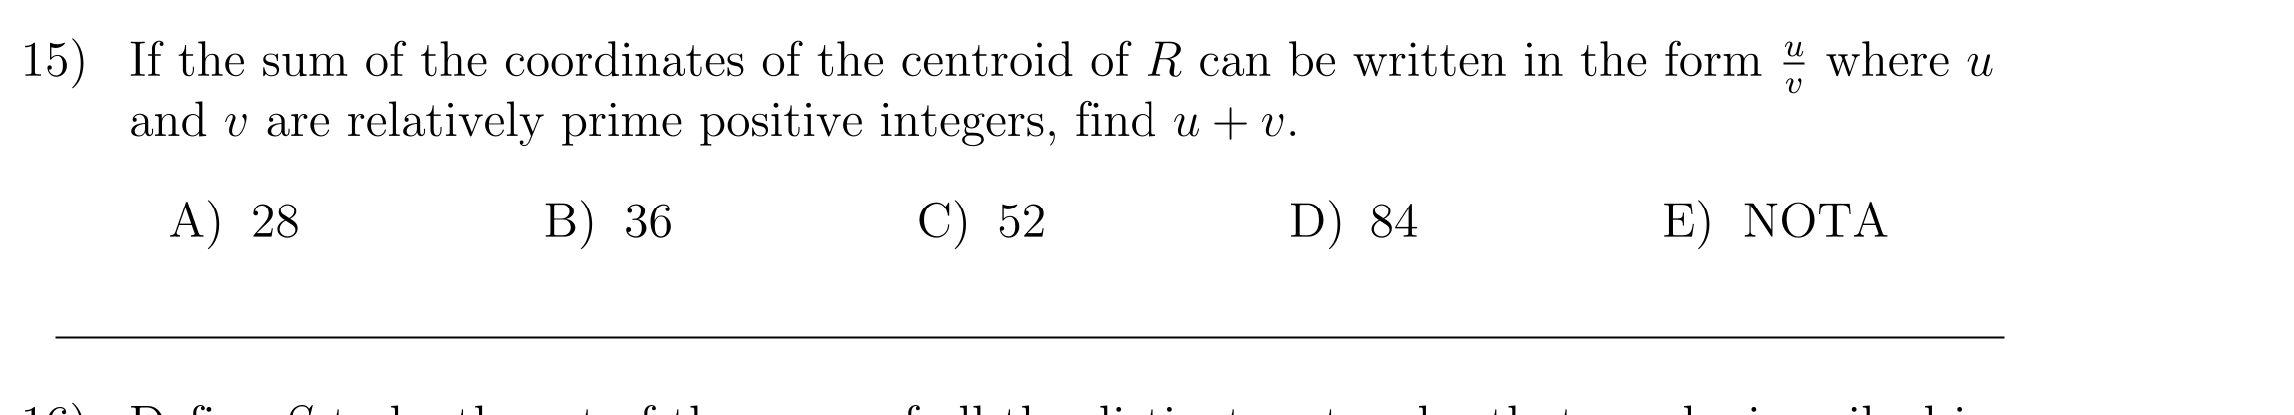 15) If the sum of the coordinates of the centroid of R can be written in the form u/v where u
and v are relatively prime positive integers, find u + v.
A) 28 B) 36 C) 52 D) 84 E) NOTA